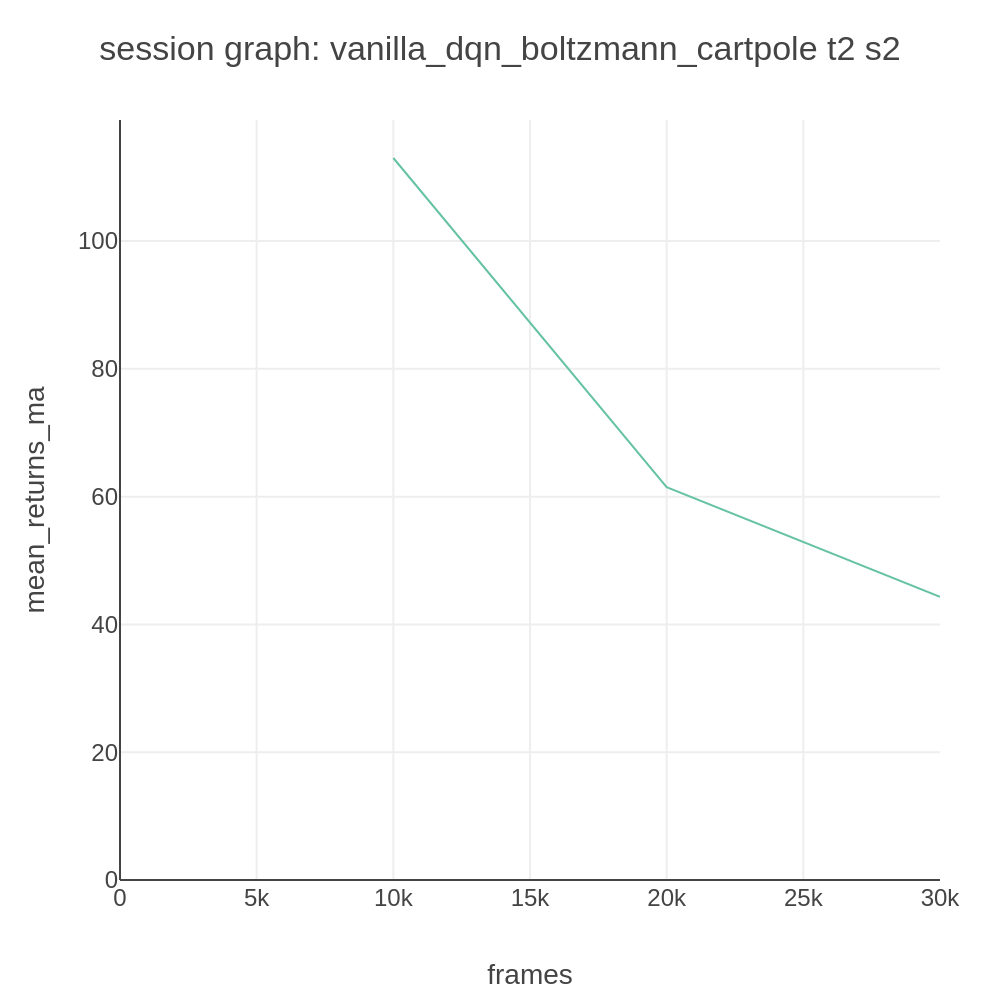 session graph: vanilla_dqn_boltzmann_cartpole t2 s2
mean_returns_ma
100
80
60
40
20
0
0 5k 10k 15k 20k 25k 30k
frames